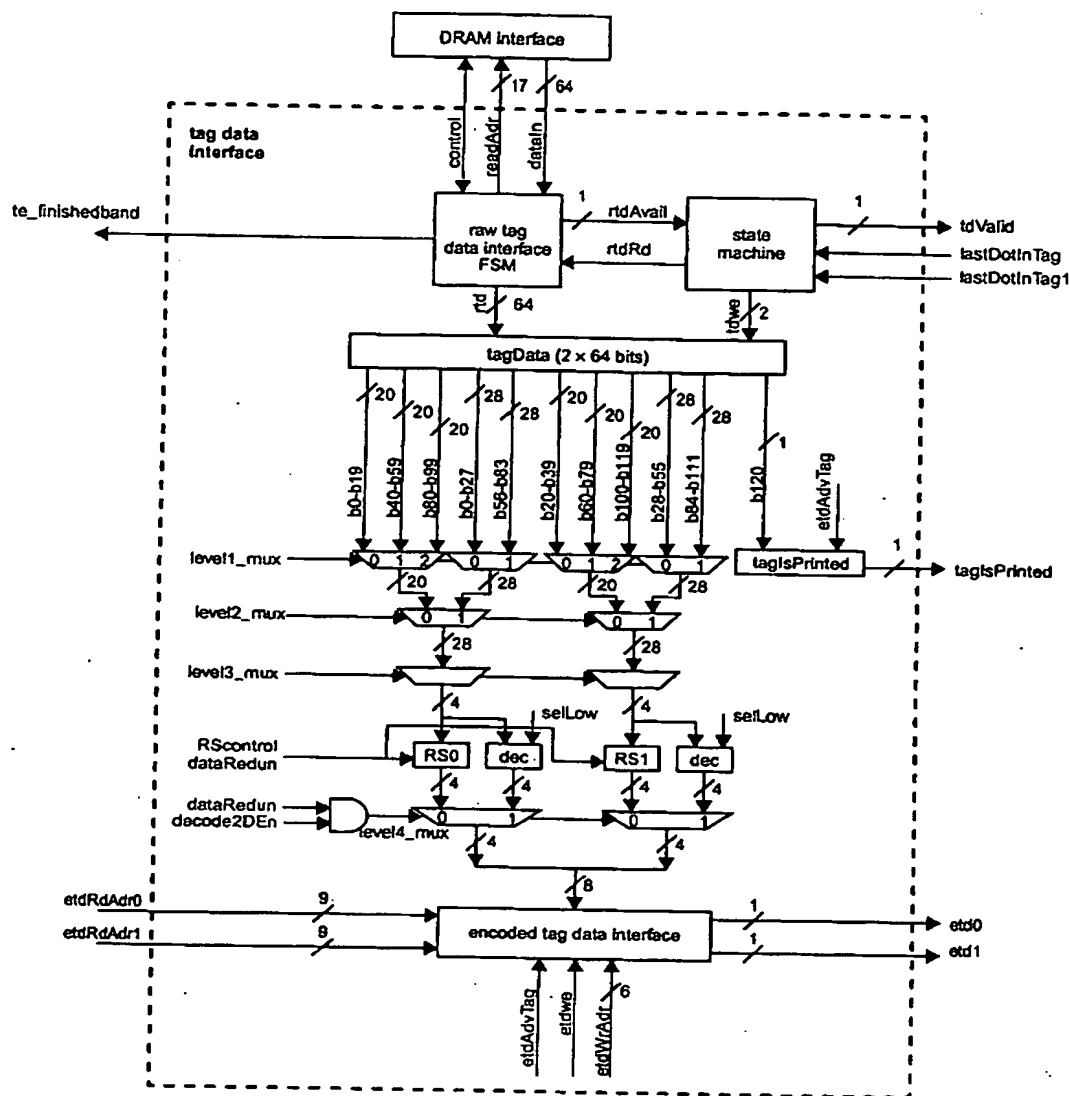 DRAM interface
17
64
tag data
interface
control
readAdr
dataIn
te_finishedband
raw tag
data interface
FSM
1
rtdAvail
rtdRd
state
machine
1
tdValid
lastDotInTag
lastDotInTag1
rtd
64
tdwe
2
tagData (2 × 64 bits)
20
20
20
28
28
20
20
20
28
28
1
b0-b19
b40-b59
b80-b99
b0-b27
b56-b83
b20-b39
b60-b79
b100-b119
b28-b55
b84-b111
b120
etdAdvTag
level1_mux
0 1 2
0 1
0 1 2
0 1
tagIsPrinted
1
tagIsPrinted
20
28
20
28
level2_mux
0 1
0 1
28
28
level3_mux
4
4
selLow
selLow
RScontrol
dataRedun
RS0
dec
RS1
dec
4
4
4
4
dataRedun
decode2DEn
level4_mux
0 1
0 1
4
4
8
etdRdAdr0
9
etdRdAdr1
9
encoded tag data interface
1
etd0
1
etd1
etdAdvTag
etdwe
etdWrAdr
6